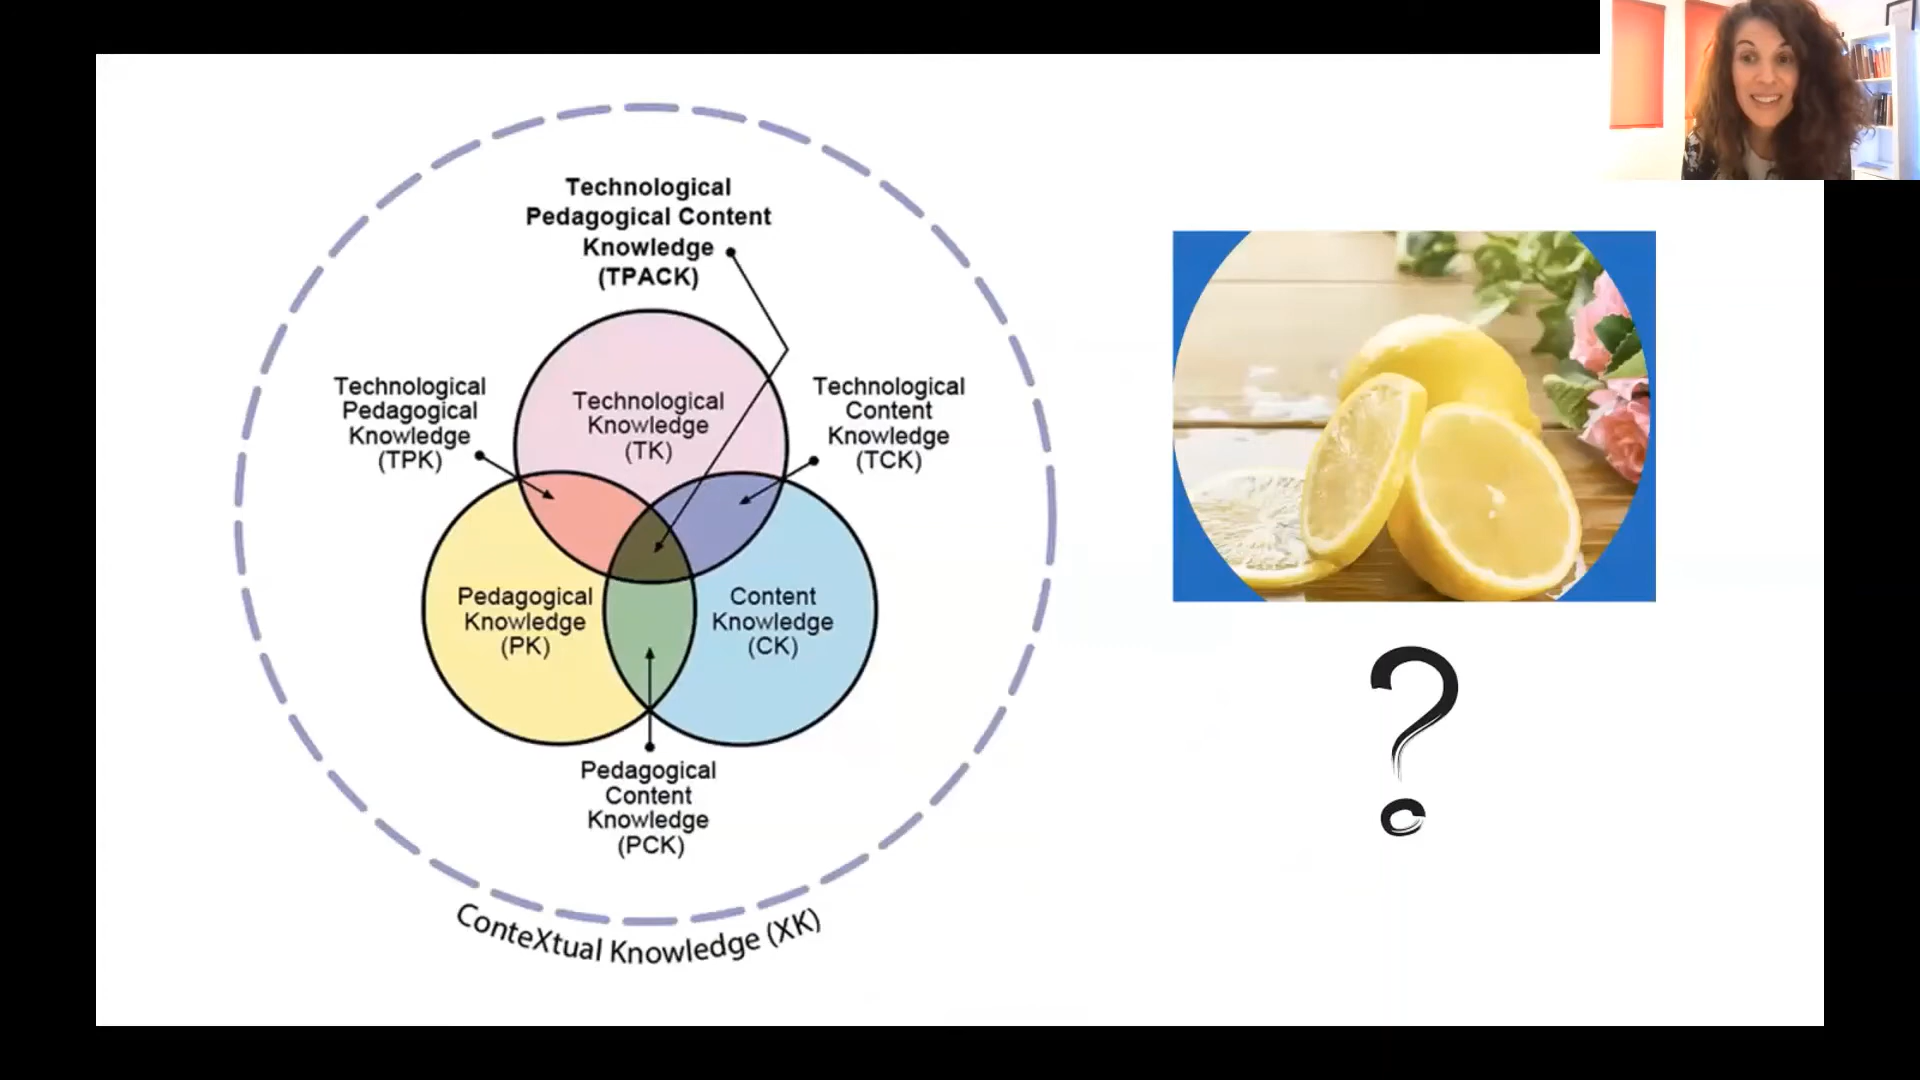 Technological
Pedagogical Content
Knowledge
(TPACK)
Technological
Pedagogical
Knowledge
(TPK)
Technological
Knowledge
(TK)
Technological
Content
Knowledge
(TCK)
Pedagogical
Knowledge
(PK)
Content
Knowledge
(CK)
Pedagogical
Content
Knowledge
(PCK)
ConteXtual Knowledge (XK)
?